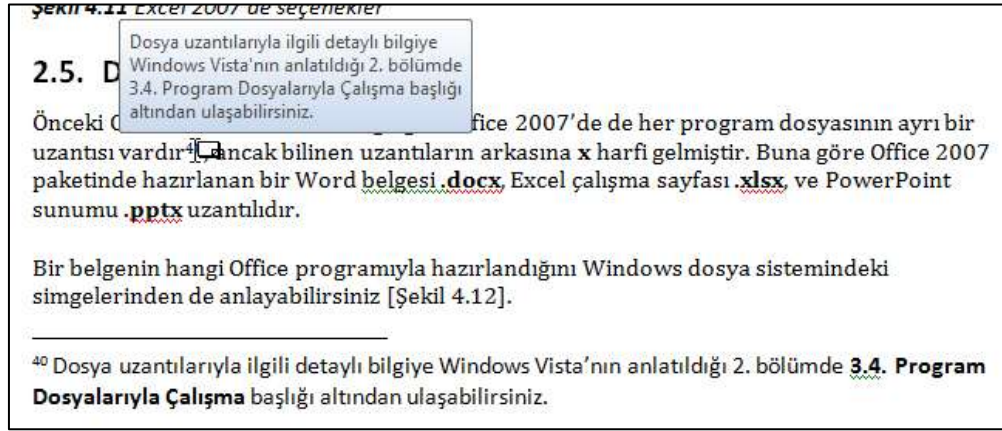 Şekil 4.11 Excel 2007'de seçenekler
Dosya uzantılarıyla ilgili detaylı bilgiye
Windows Vista'nın anlatıldığı 2. bölümde
3.4. Program Dosyalarıyla Çalışma başlığı
altından ulaşabilirsiniz.
2.5. D
Önceki fice 2007'de de her program dosyasının ayrı bir
uzantısı vardır ancak bilinen uzantıların arkasına x harfi gelmiştir. Buna göre Office 2007
paketinde hazırlanan bir Word belgesi .docx, Excel çalışma sayfası .xlsx, ve PowerPoint
sunumu .pptx uzantılıdır.
Bir belgenin hangi Office programıyla hazırlandığını Windows dosya sistemindeki
simgelerinden de anlayabilirsiniz [Şekil 4.12].
40 Dosya uzantılarıyla ilgili detaylı bilgiye Windows Vista'nın anlatıldığı 2. bölümde 3.4. Program
Dosyalarıyla Çalışma başlığı altından ulaşabilirsiniz.